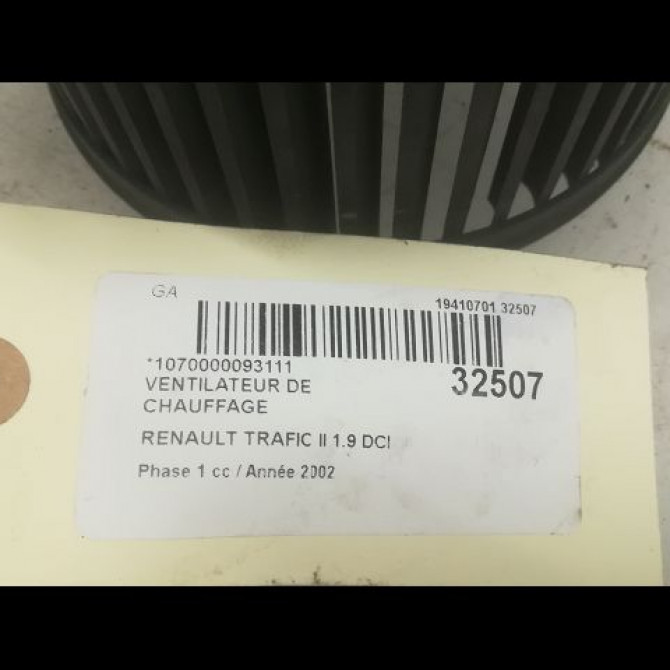 GA
19410701 32507
*1070000093111
32507
VENTILATEUR DE
CHAUFFAGE
RENAULT TRAFIC II 1.9 DCI
Phase 1 cc / Année 2002